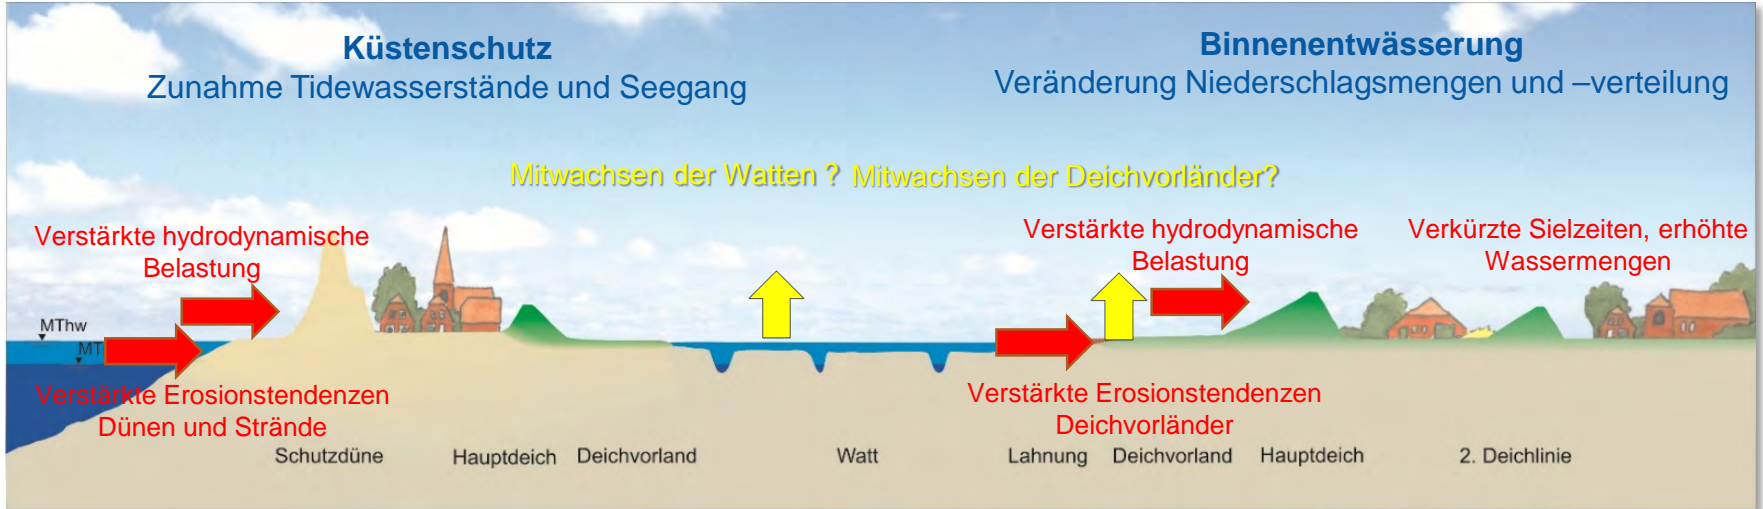 Küstenschutz
Zunahme Tidewasserstände und Seegang
Binnenentwässerung
Veränderung Niederschlagsmengen und –verteilung
Mitwachsen der Watten ? Mitwachsen der Deichvorländer?
Verstärkte hydrodynamische
Belastung
Verstärkte hydrodynamische
Belastung
Verkürzte Sielzeiten, erhöhte
Wassermengen
MThw
MT
Verstärkte Erosionstendenzen
Dünen und Strände
Verstärkte Erosionstendenzen
Deichvorländer
Schutzdüne
Hauptdeich
Deichvorland
Watt
Lahnung
Deichvorland
Hauptdeich
2. Deichlinie